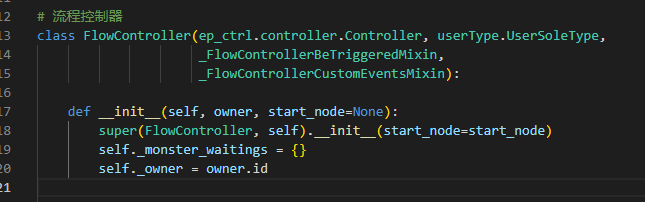 12 # 流程控制器
13 class FlowController(ep_ctrl.controller.Controller, userType.UserSoleType,
14 _FlowControllerBeTriggeredMixin,
15 _FlowControllerCustomEventsMixin):
16
17 def __init__(self, owner, start_node=None):
18 super(FlowController, self).__init__(start_node=start_node)
19 self._monster_waitings = {}
20 self._owner = owner.id
21